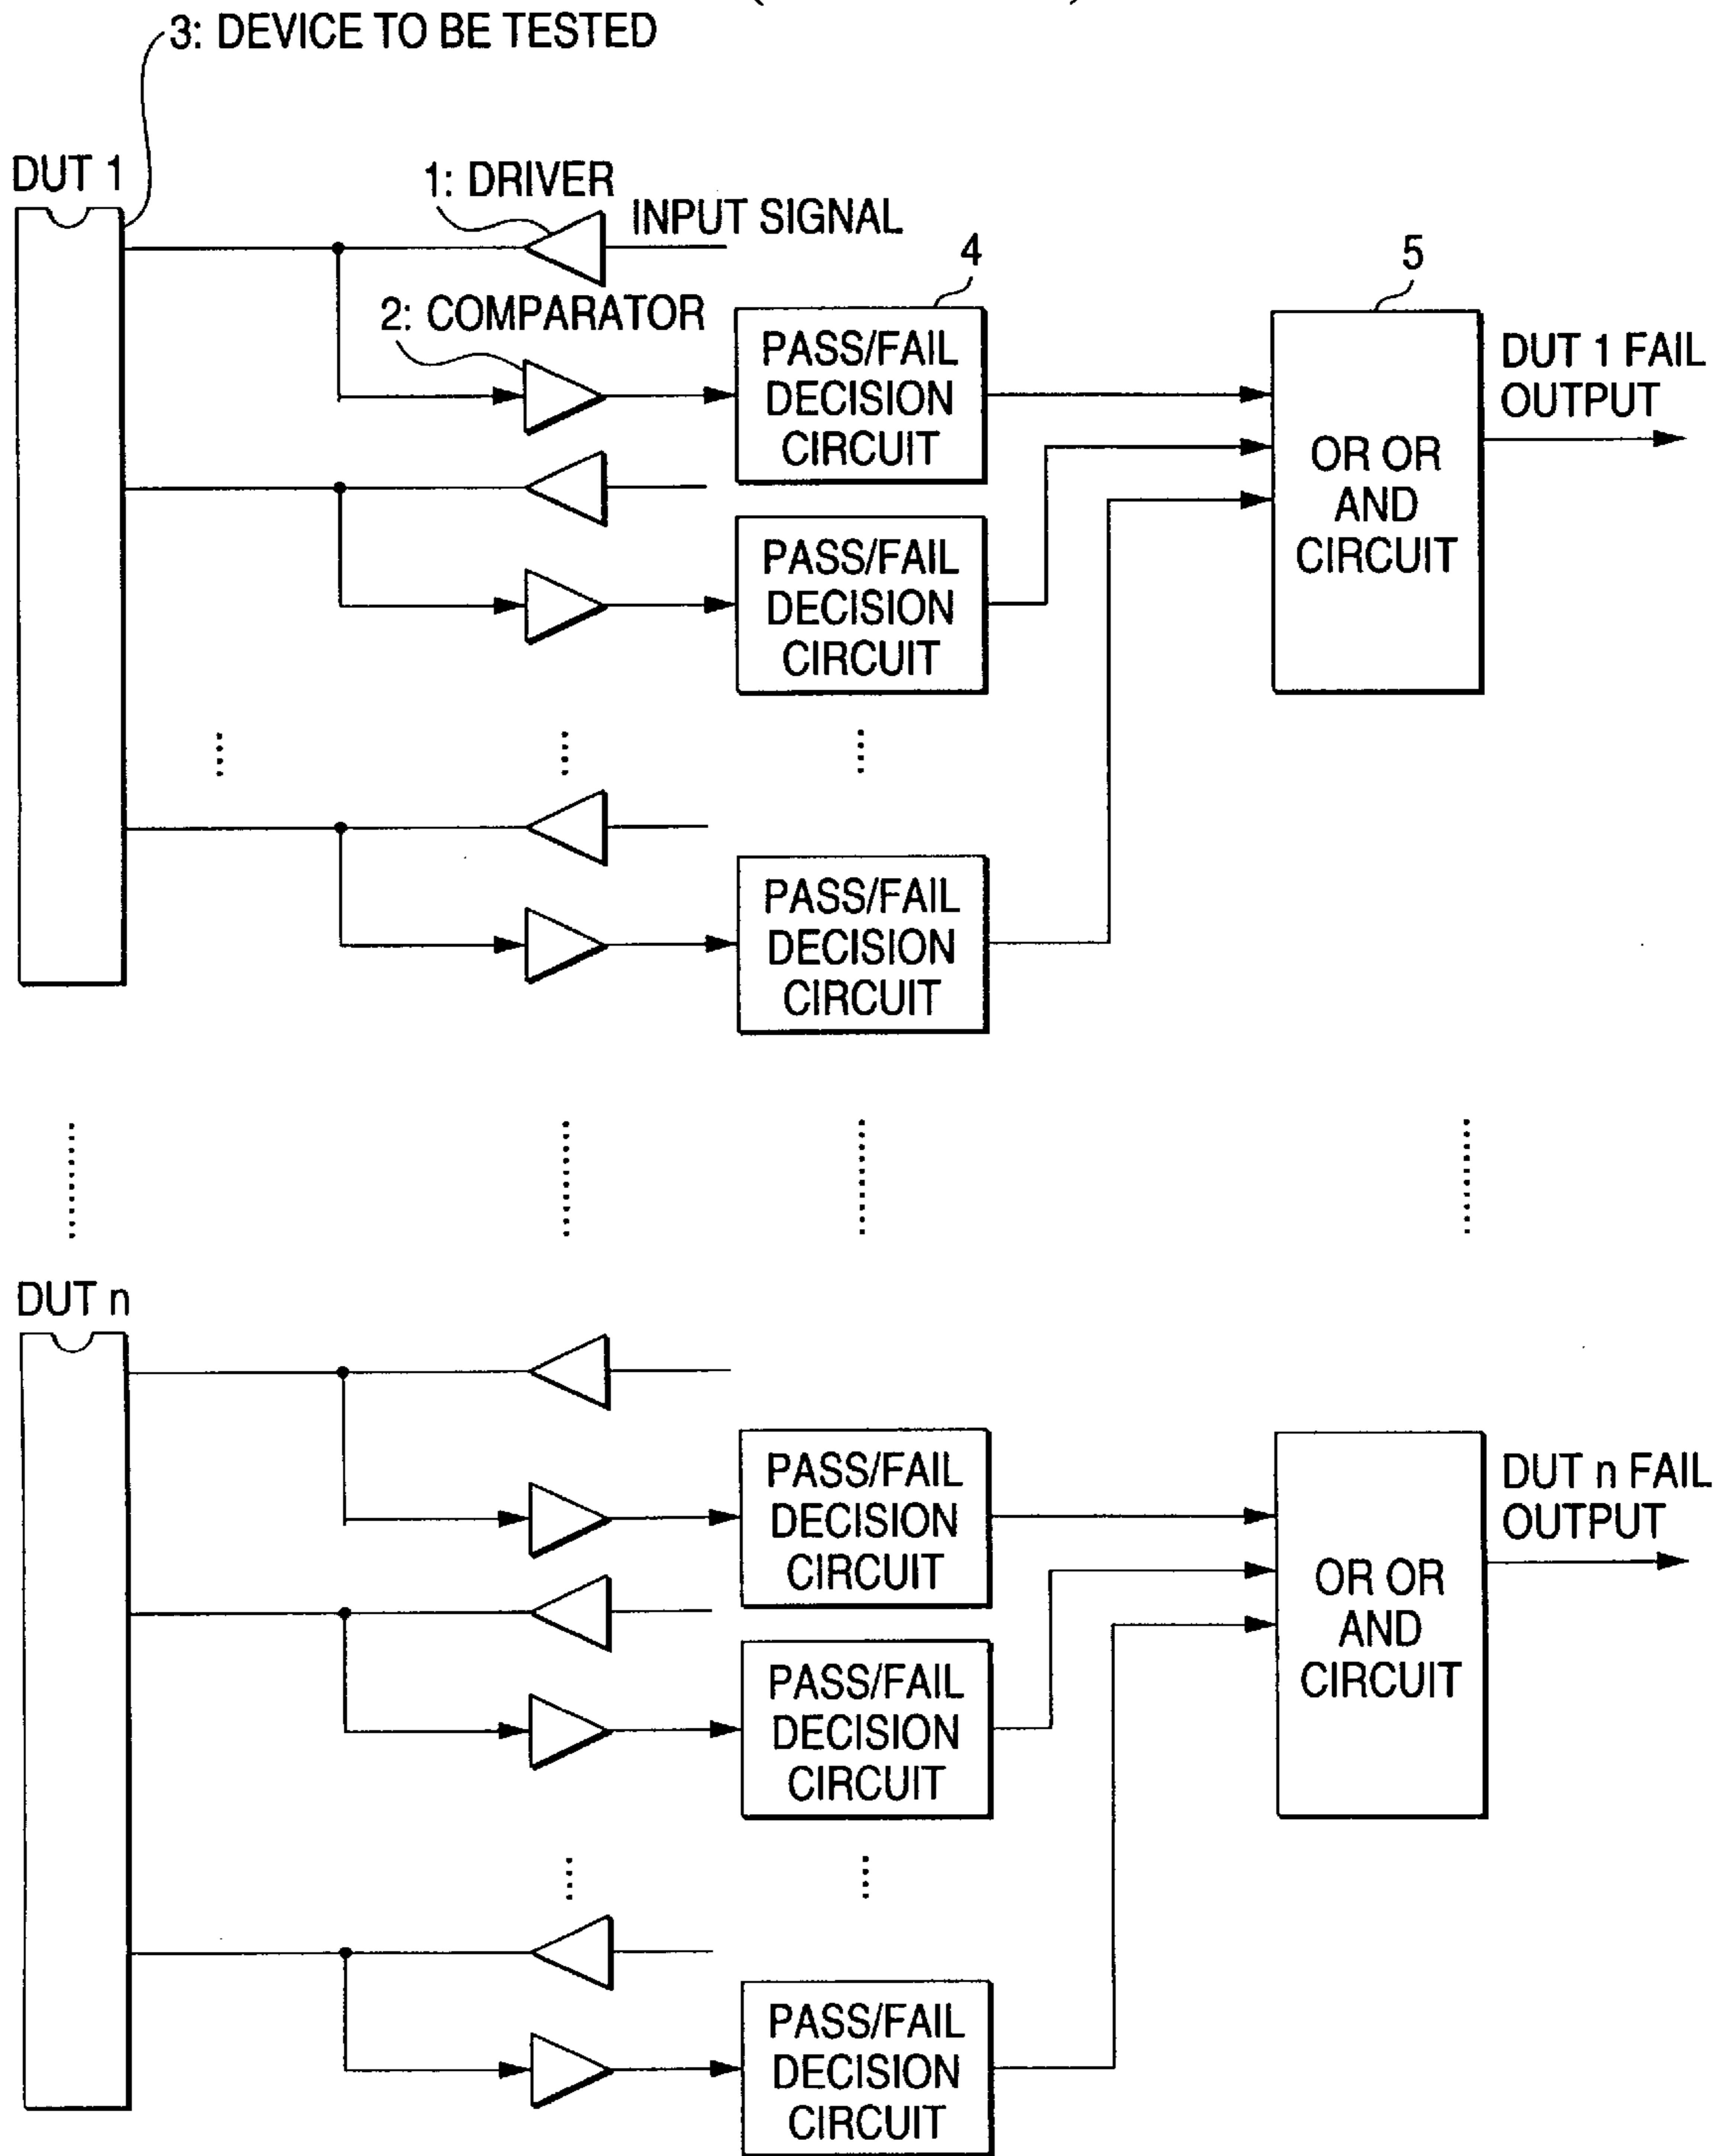 3: DEVICE TO BE TESTED
DUT 1
1: DRIVER
INPUT SIGNAL
2: COMPARATOR
4
5
PASS/FAIL
DECISION
CIRCUIT
DUT 1 FAIL
OUTPUT
OR OR
AND
CIRCUIT
PASS/FAIL
DECISION
CIRCUIT
PASS/FAIL
DECISION
CIRCUIT
DUT n
PASS/FAIL
DECISION
CIRCUIT
DUT n FAIL
OUTPUT
OR OR
AND
CIRCUIT
PASS/FAIL
DECISION
CIRCUIT
PASS/FAIL
DECISION
CIRCUIT